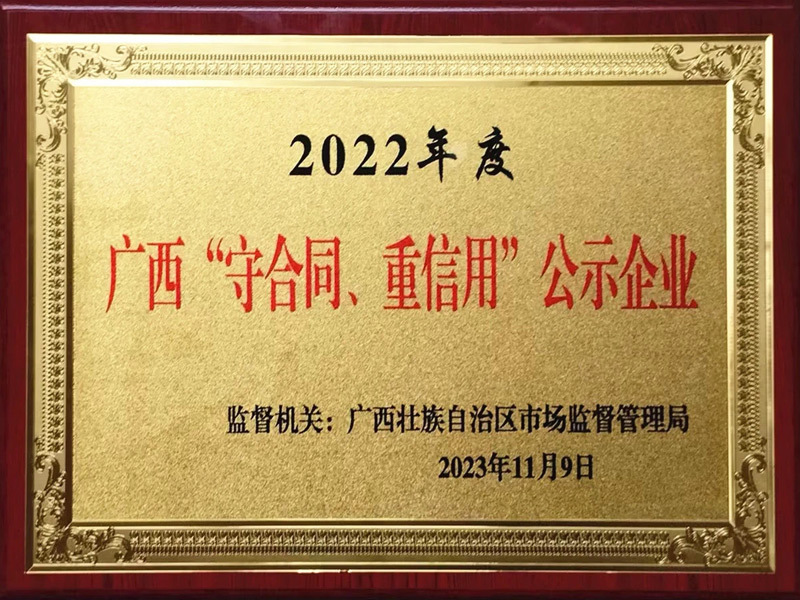 2022年度
广西“守合同、重信用”公示企业
监督机关：广西壮族自治区市场监督管理局
2023年11月9日